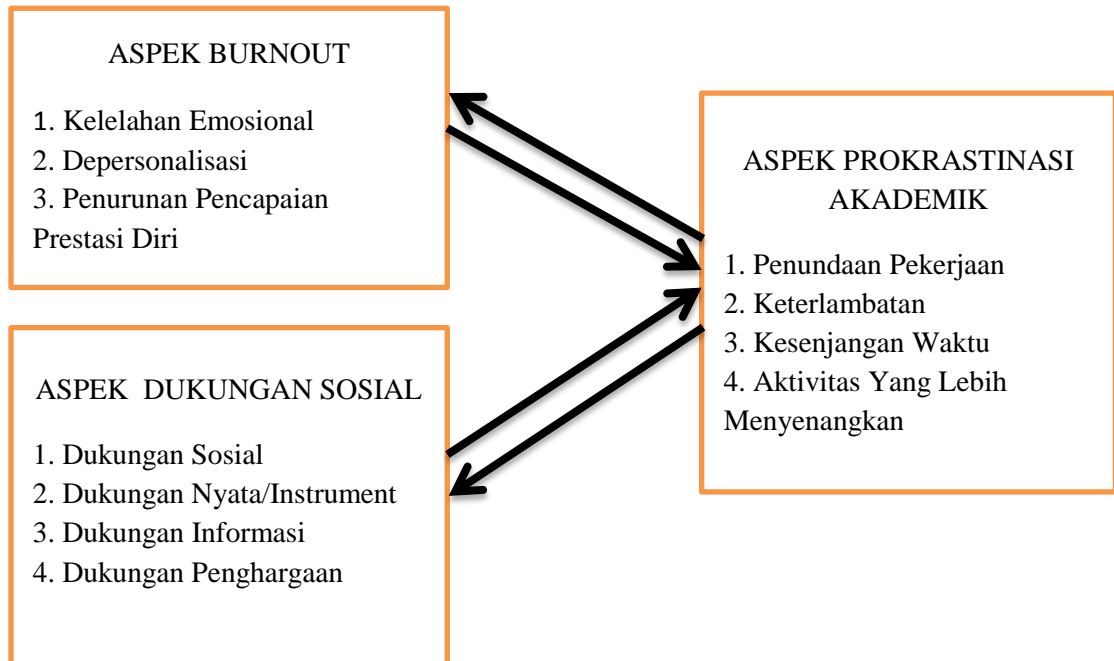 ASPEK BURNOUT
1. Kelelahan Emosional
2. Depersonalisasi
3. Penurunan Pencapaian
Prestasi Diri
ASPEK DUKUNGAN SOSIAL
1. Dukungan Sosial
2. Dukungan Nyata/Instrument
3. Dukungan Informasi
4. Dukungan Penghargaan
ASPEK PROKRASTINASI
AKADEMIK
1. Penundaan Pekerjaan
2. Keterlambatan
3. Kesenjangan Waktu
4. Aktivitas Yang Lebih
Menyenangkan